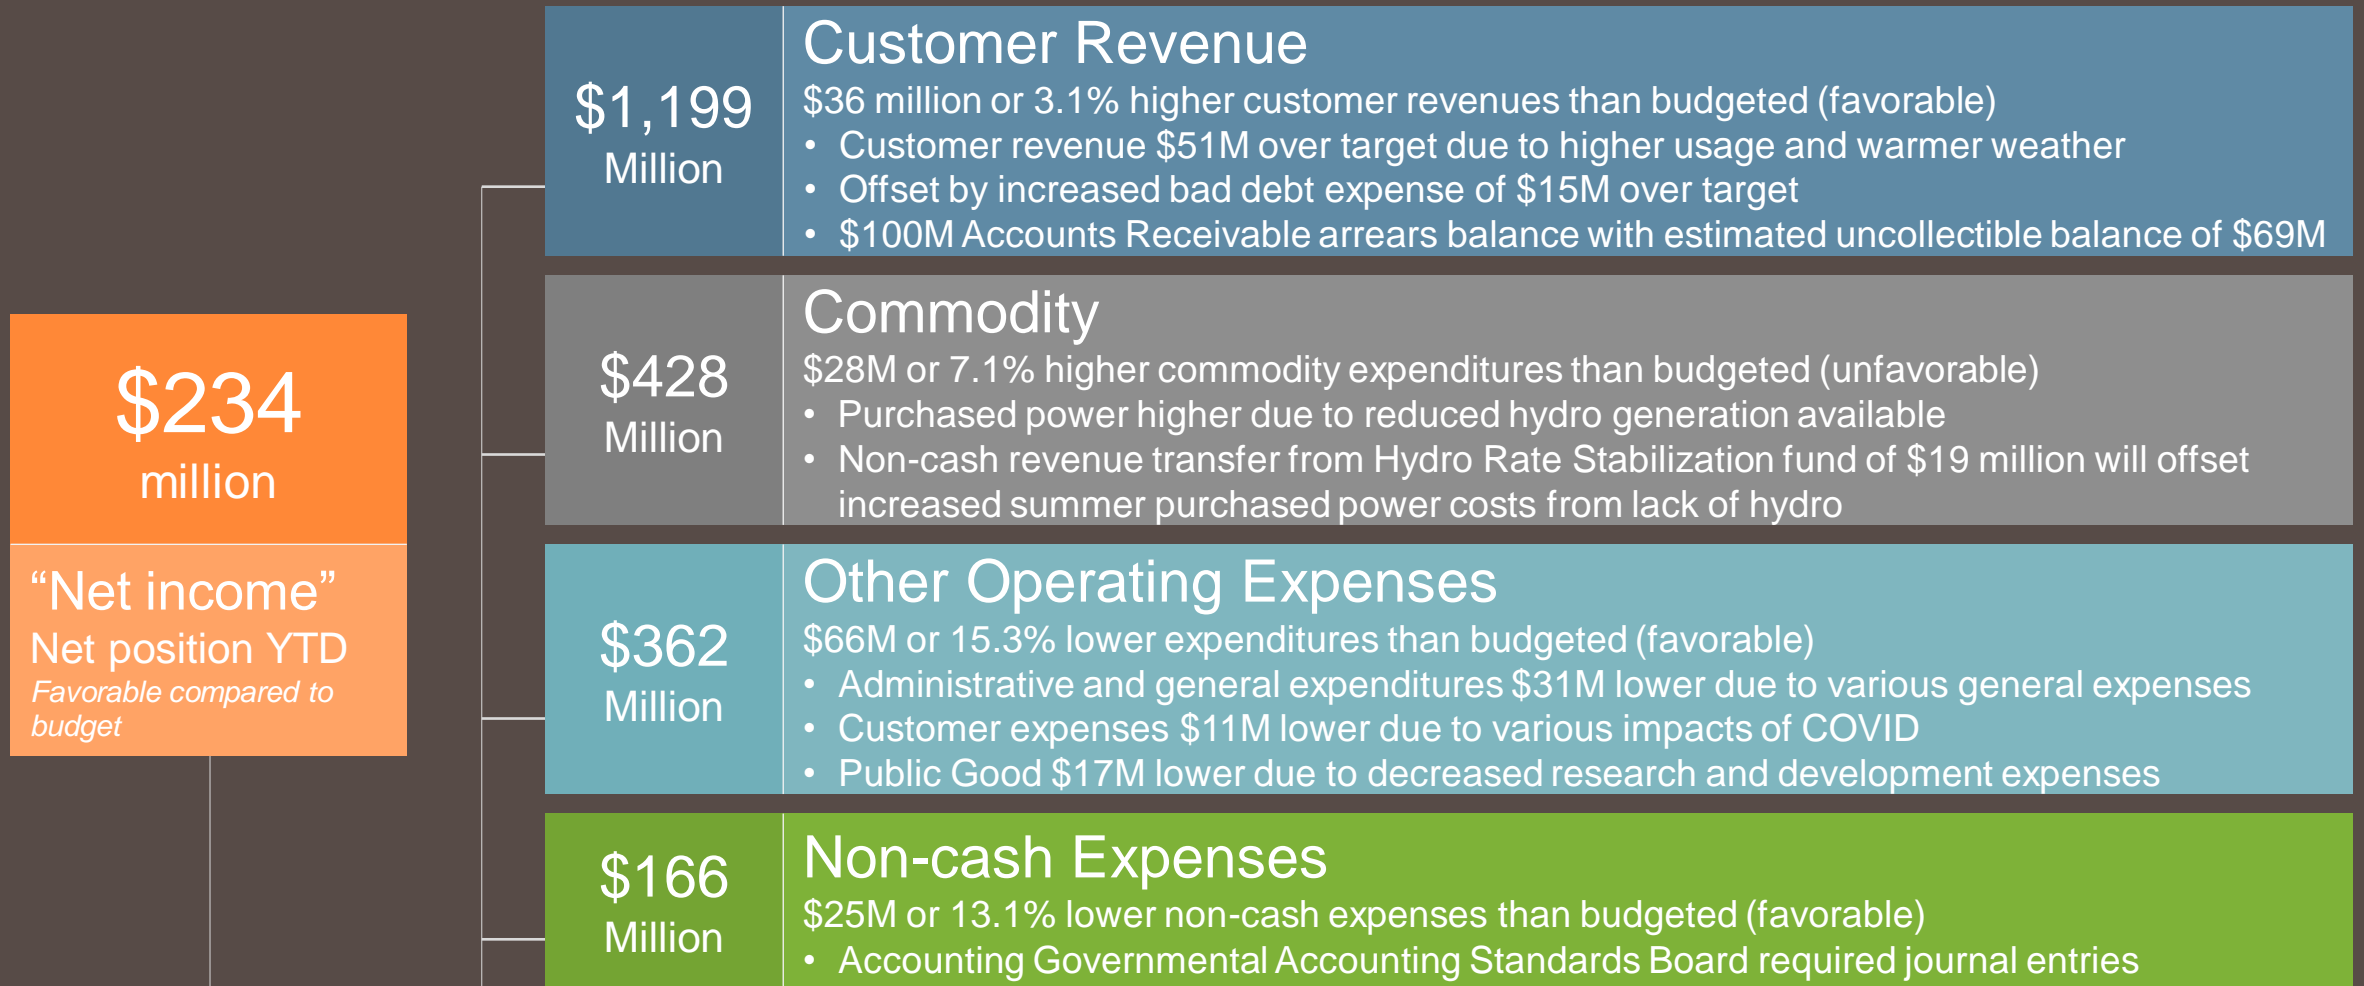 $234
million
“Net income”
Net position YTD
Favorable compared to
budget
$1,199
Million
Customer Revenue
$36 million or 3.1% higher customer revenues than budgeted (favorable)
• Customer revenue $51M over target due to higher usage and warmer weather
• Offset by increased bad debt expense of $15M over target
• $100M Accounts Receivable arrears balance with estimated uncollectible balance of $69M
$428
Million
Commodity
$28M or 7.1% higher commodity expenditures than budgeted (unfavorable)
• Purchased power higher due to reduced hydro generation available
• Non-cash revenue transfer from Hydro Rate Stabilization fund of $19 million will offset
increased summer purchased power costs from lack of hydro
$362
Million
Other Operating Expenses
$66M or 15.3% lower expenditures than budgeted (favorable)
• Administrative and general expenditures $31M lower due to various general expenses
• Customer expenses $11M lower due to various impacts of COVID
• Public Good $17M lower due to decreased research and development expenses
$166
Million
Non-cash Expenses
$25M or 13.1% lower non-cash expenses than budgeted (favorable)
• Accounting Governmental Accounting Standards Board required journal entries